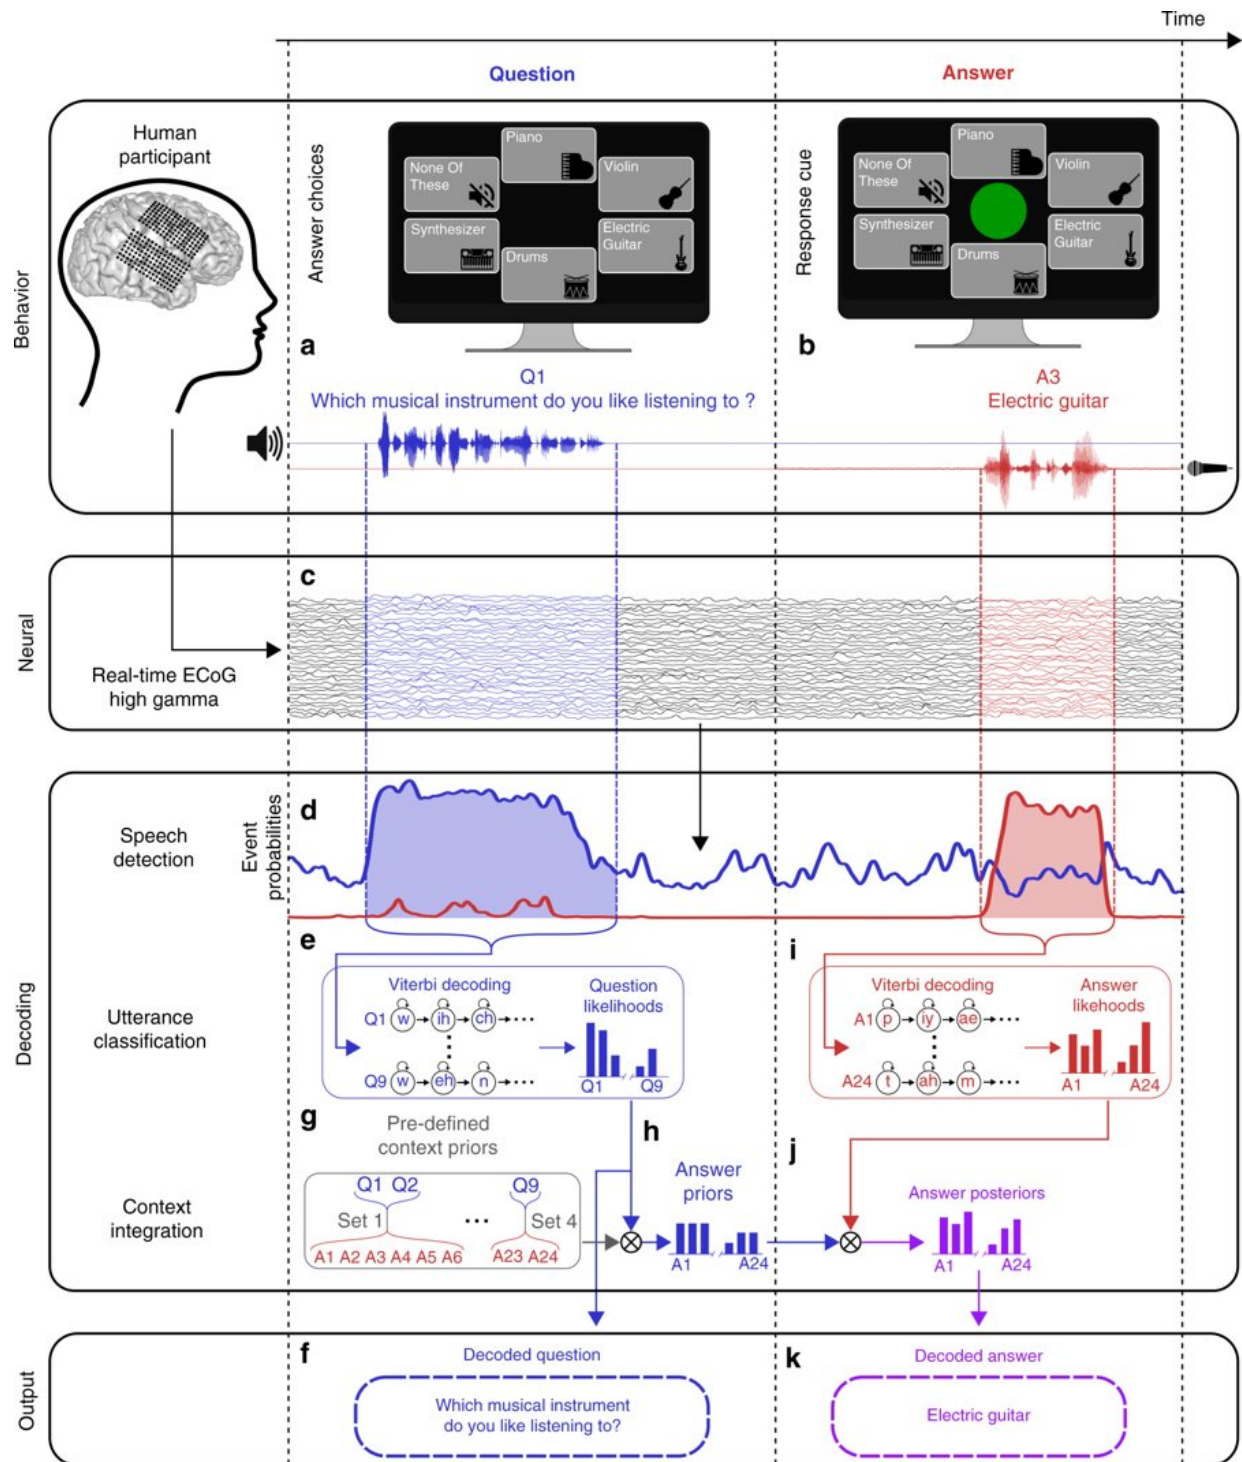 Time
Question
Answer
Behavior
Human
participant
Answer choices
Piano
None Of
These
Violin
Synthesizer
Electric
Guitar
Drums
Response cue
Piano
None Of
These
Violin
Synthesizer
Electric
Guitar
Drums
a
b
Q1
Which musical instrument do you like listening to ?
A3
Electric guitar
Neural
c
Real-time ECoG
high gamma
Decoding
Speech
detection
d
Event
probabilities
Utterance
classification
e
Viterbi decoding
Q1 w ih ch
Q9 w eh n
Question
likelihoods
Q1 Q9
i
Viterbi decoding
A1 p iy ae
A24 t ah m
Answer
likehoods
A1 A24
Context
integration
g
Pre-defined
context priors
Q1 Q2 Q9
Set 1 ... Set 4
A1 A2 A3 A4 A5 A6 A23 A24
h
Answer
priors
A1 A24
j
Answer posteriors
A1 A24
Output
f
Decoded question
Which musical instrument
do you like listening to?
k
Decoded answer
Electric guitar